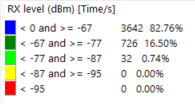 RX level (dBm) [Time/s]
< 0 and >= -67 3642 82.76%
< -67 and >= -77 726 16.50%
< -77 and >= -87 32 0.74%
< -87 and >= -95 0 0.00%
< -95 0 0.00%